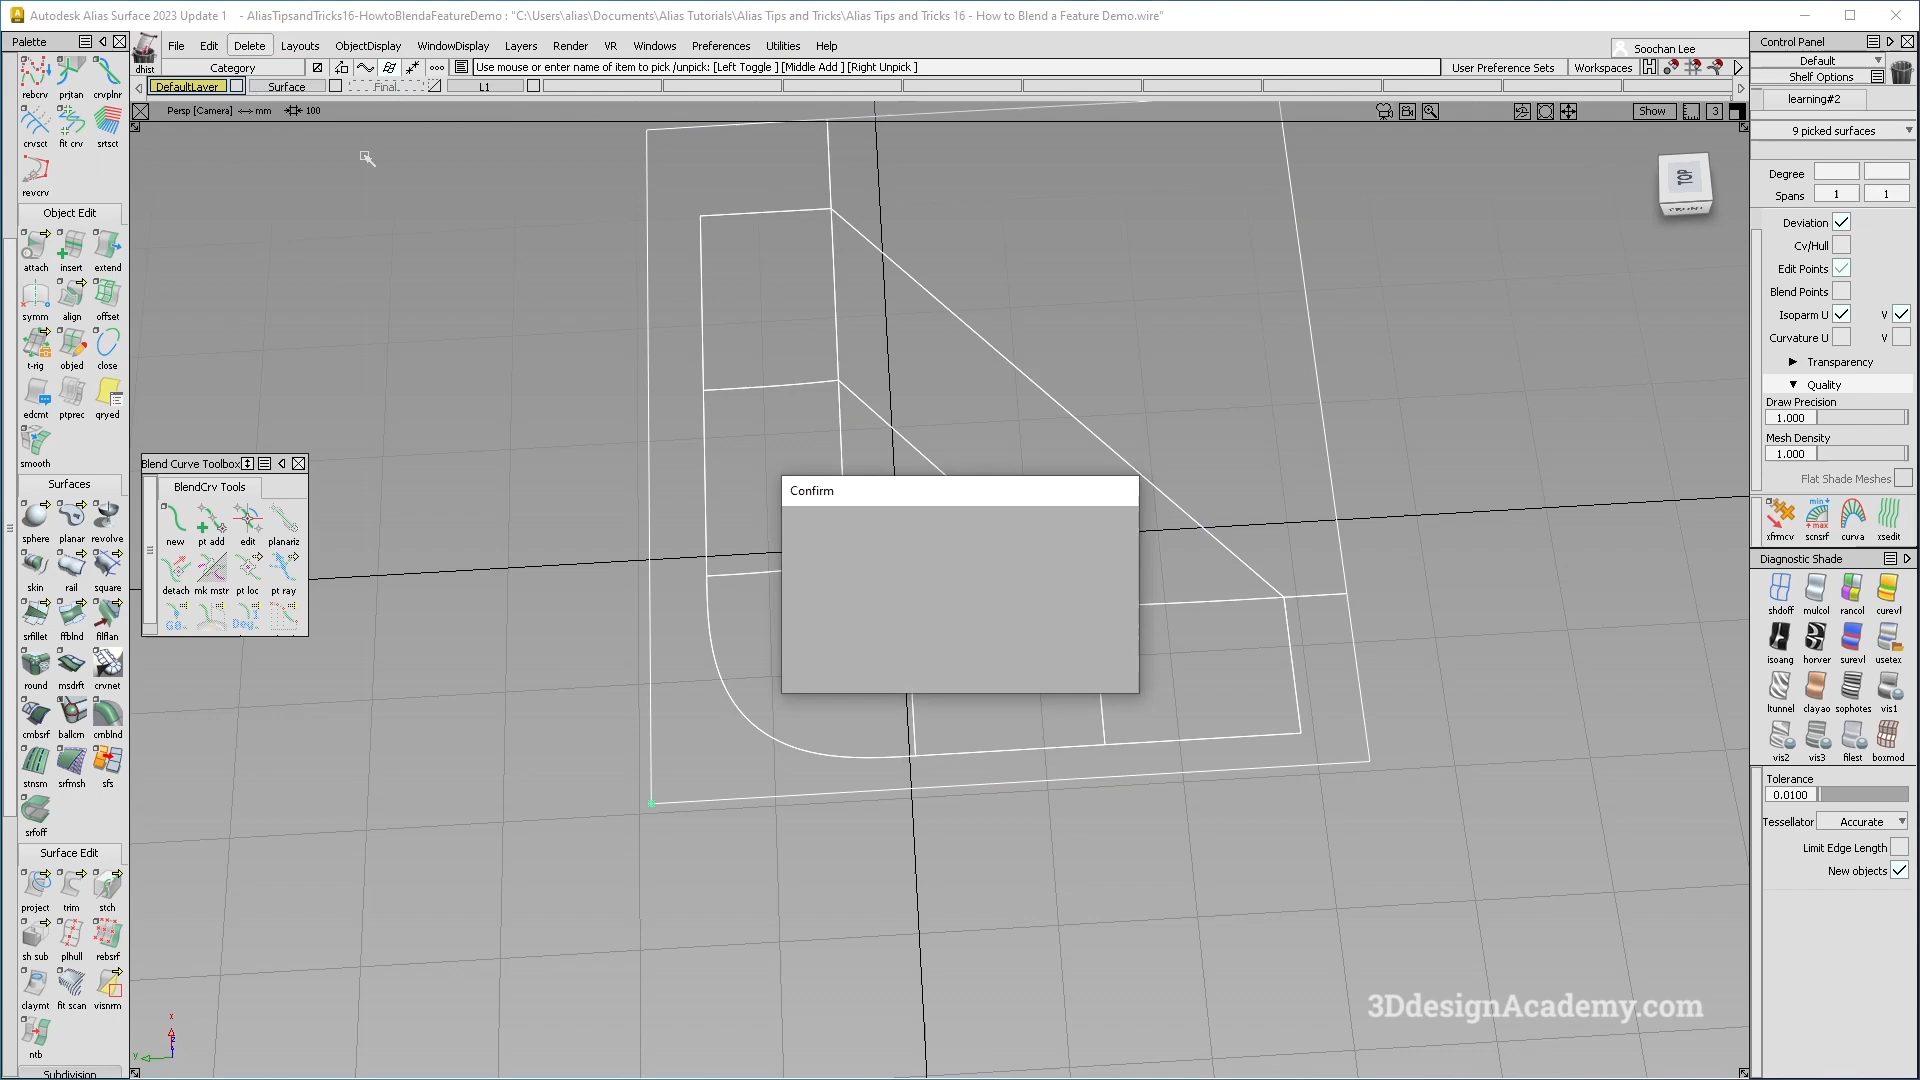 Autodesk Alias Surface 2023 Update 1 - AliasTipsandTricks16-HowtoBlendaFeatureDemo : "C:\Users\alias\Documents\Alias Tutorials\Alias Tips and Tricks\Alias Tips and Tricks 16 - How to Blend a Feature Demo.wire"
Palette
dhist
File Edit Delete Layouts ObjectDisplay WindowDisplay Layers Render VR Windows Preferences Utilities Help
Soochan Lee
Category
Use mouse or enter name of item to pick /unpick: [Left Toggle ] [Middle Add ] [Right Unpick ]
User Preference Sets Workspaces
DefaultLayer Surface Final L1
Persp [Camera] mm 100
Show 3
rebcrv prjtan crvplnr
crvsct fit crv srtsct
revcrv
Object Edit
attach insert extend
symm align offset
t-rig objed close
edcmt ptprec qryed
smooth
Surfaces
sphere planar revolve
skin rail square
srfillet ffblnd filflan
round msdrft crvnet
cmbsrf ballcrn cmblnd
stnsrn srfmsh sfs
srfoff
Surface Edit
project trim stch
sh sub plhull rebsrf
claymt fit scan visnrm
ntb
Subdivision
Blend Curve Toolbox
BlendCrv Tools
new pt add edit planariz
detach mk mstr pt loc pt ray
G0 Deg
Confirm
TOP
x
z
y
3DdesignAcademy.com
Control Panel
Default
Shelf Options
learning#2
9 picked surfaces
Degree
Spans 1 1
Deviation
Cv/Hull
Edit Points
Blend Points
Isoparm U V
Curvature U V
Transparency
Quality
Draw Precision
1.000
Mesh Density
1.000
Flat Shade Meshes
min
max
xfrmcv scnsrf curva xsedit
Diagnostic Shade
shdoff mulcol rancol curevl
isoang horver surevl usetex
ltunnel clayao sophotes vis1
vis2 vis3 filest boxmod
Tolerance
0.0100
Tessellator Accurate
Limit Edge Length
New objects